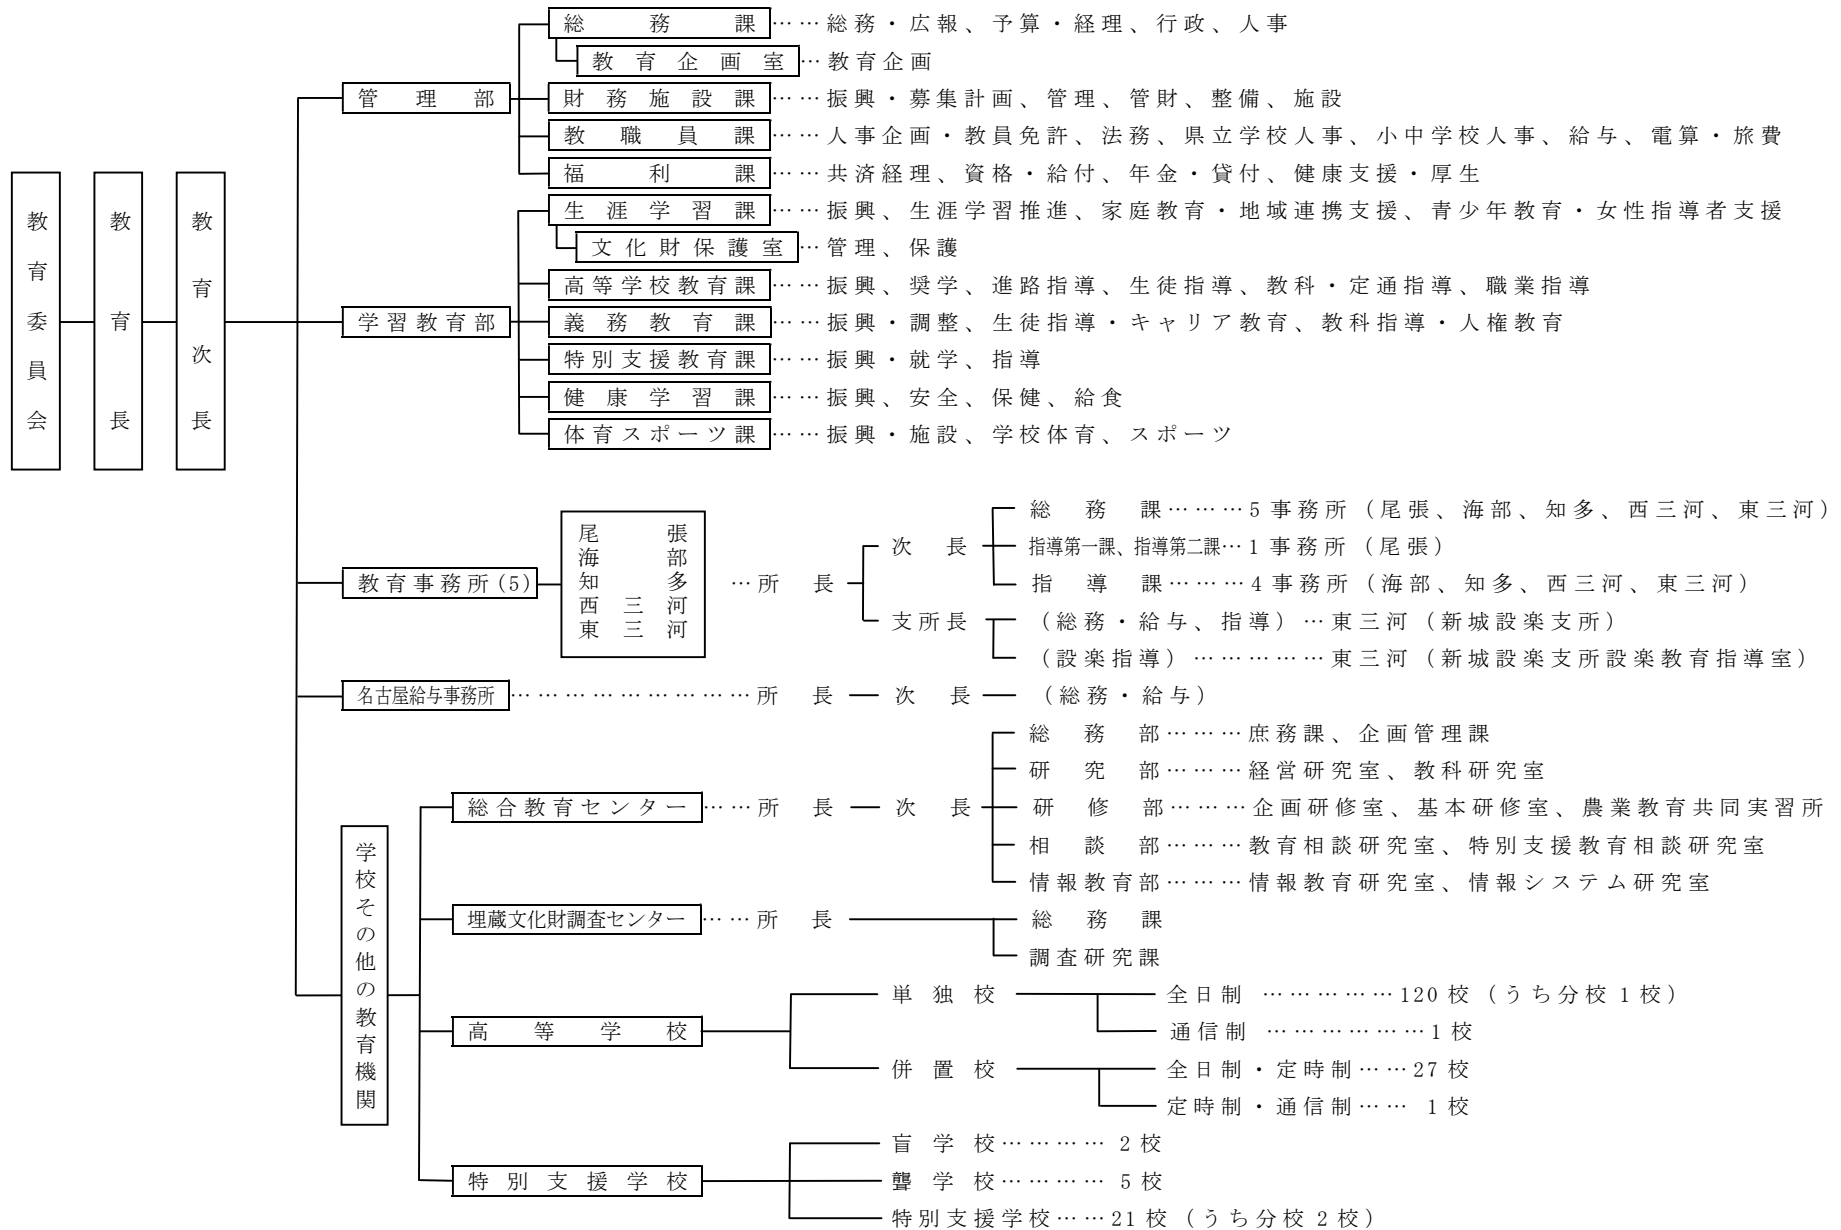 教育委員会
教育長
教育次長
管理部
総務課……総務・広報、予算・経理、行政、人事
教育企画室…教育企画
財務施設課……振興・募集計画、管理、管財、整備、施設
教職員課……人事企画・教員免許、法務、県立学校人事、小中学校人事、給与、電算・旅費
福利課……共済経理、資格・給付、年金・貸付、健康支援・厚生
学習教育部
生涯学習課……振興、生涯学習推進、家庭教育・地域連携支援、青少年教育・女性指導者支援
文化財保護室…管理、保護
高等学校教育課……振興、奨学、進路指導、生徒指導、教科・定通指導、職業指導
義務教育課……振興・調整、生徒指導・キャリア教育、教科指導・人権教育
特別支援教育課……振興・就学、指導
健康学習課……振興、安全、保健、給食
体育スポーツ課……振興・施設、学校体育、スポーツ
教育事務所(5)
尾張
海部
知多
西三河
東三河
…所長
次長
総務課………5事務所（尾張、海部、知多、西三河、東三河）
指導第一課、指導第二課…1事務所（尾張）
指導課………4事務所（海部、知多、西三河、東三河）
支所長
（総務・給与、指導）…東三河（新城設楽支所）
（設楽指導）……………東三河（新城設楽支所設楽教育指導室）
名古屋給与事務所………………………所長 次長 （総務・給与）
学校その他の教育機関
総合教育センター……所長 次長
総務部………庶務課、企画管理課
研究部………経営研究室、教科研究室
研修部………企画研修室、基本研修室、農業教育共同実習所
相談部………教育相談研究室、特別支援教育相談研究室
情報教育部………情報教育研究室、情報システム研究室
埋蔵文化財調査センター……所長
総務課
調査研究課
高等学校
単独校
全日制 ……………120校（うち分校1校）
通信制 ………………1校
併置校
全日制・定時制……27校
定時制・通信制…… 1校
特別支援学校
盲学校………… 2校
聾学校………… 5校
特別支援学校……21校（うち分校2校）